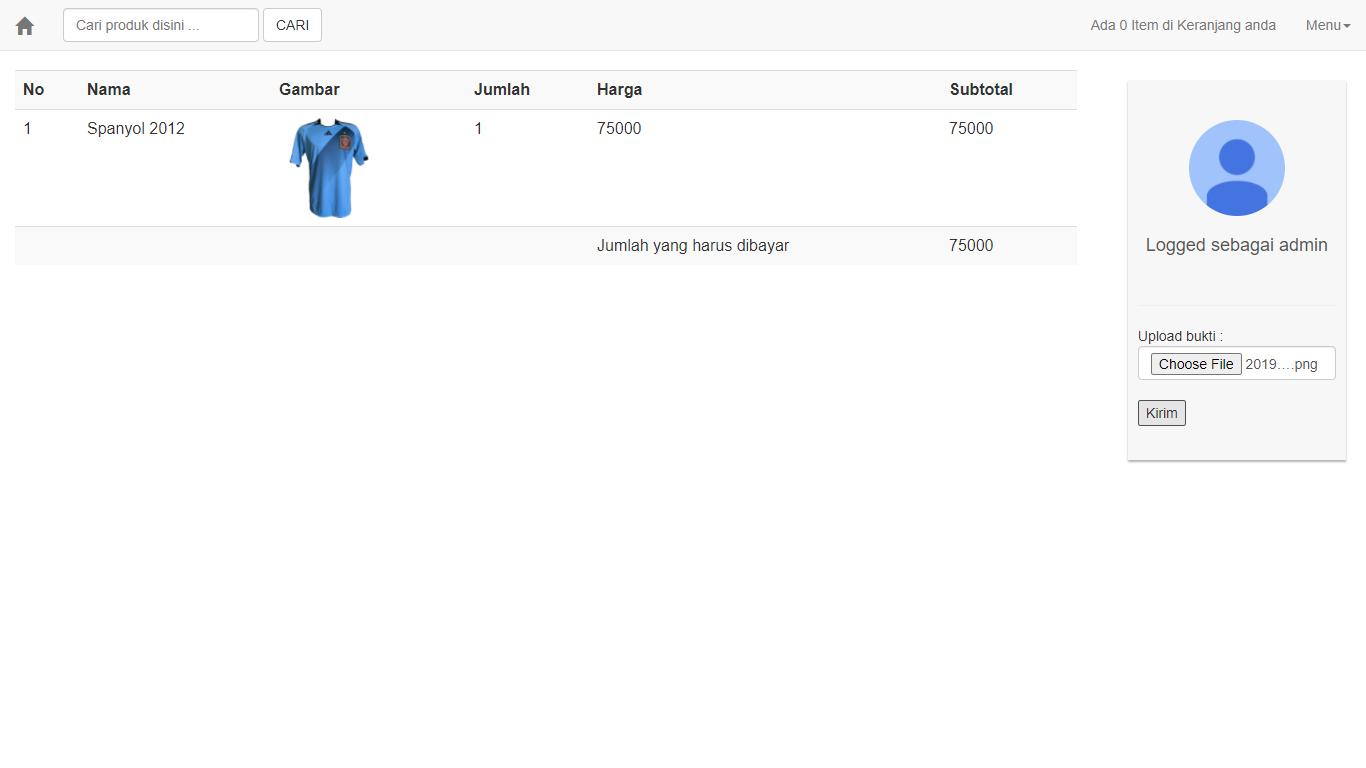 Cari produk disini ... CARI Ada 0 Item di Keranjang anda Menu
No Nama Gambar Jumlah Harga Subtotal
1 Spanyol 2012 1 75000 75000
Jumlah yang harus dibayar 75000
Logged sebagai admin
Upload bukti :
Choose File 2019….png
Kirim